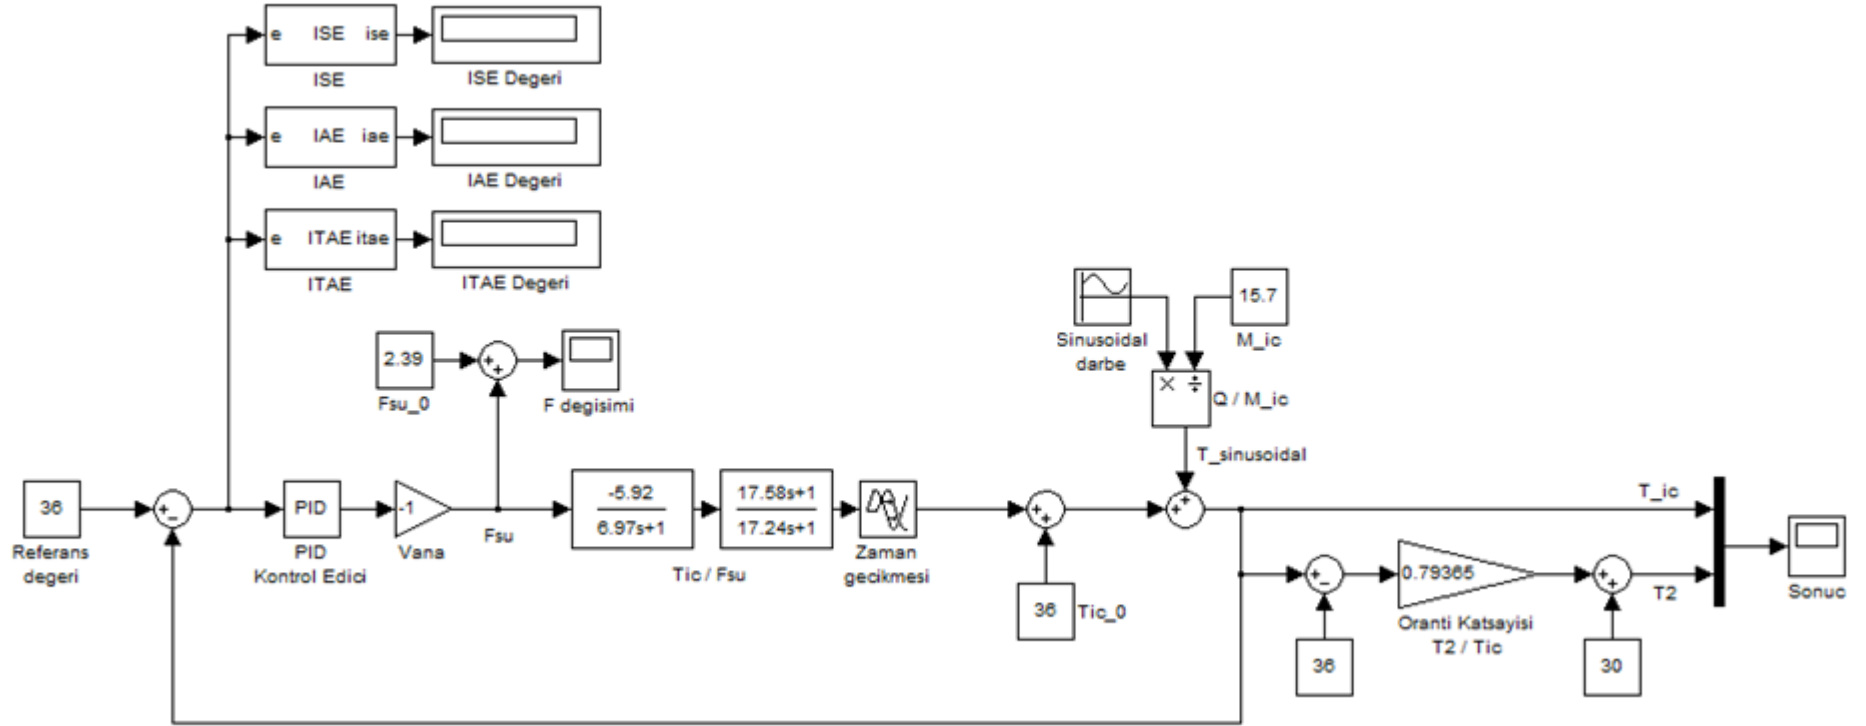 e ISE ise
ISE
ISE Degeri
e IAE iae
IAE
IAE Degeri
e ITAE itae
ITAE
ITAE Degeri
2.39
Fsu_0
F degisimi
Sinusoidal
darbe
15.7
M_ic
Q / M_ic
T_sinusoidal
36
Referans
degeri
PID
PID
Kontrol Edici
-1
Vana
Fsu
-5.92
6.97s+1
17.58s+1
17.24s+1
Tic / Fsu
Zaman
gecikmesi
36
Tic_0
T_ic
36
0.79365
Oranti Katsayisi
T2 / Tic
30
T2
Sonuc